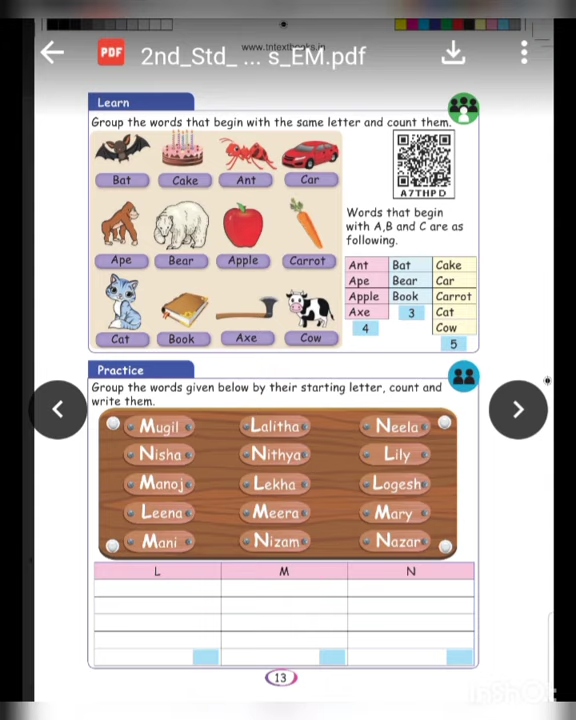 www.tntextbooks.in
PDF 2nd_Std_ ... s_EM.pdf
Learn
Group the words that begin with the same letter and count them.
Bat Cake Ant Car
A7THPD
Words that begin
with A,B and C are as
following.
Ape Bear Apple Carrot
Ant Bat Cake
Ape Bear Car
Apple Book Carrot
Axe 3 Cat
4 Cow
5
Cat Book Axe Cow
Practice
Group the words given below by their starting letter, count and
write them.
Mugil Lalitha Neela
Nisha Nithya Lily
Manoj Lekha Logesh
Leena Meera Mary
Mani Nizam Nazar
L M N
13
InShOt